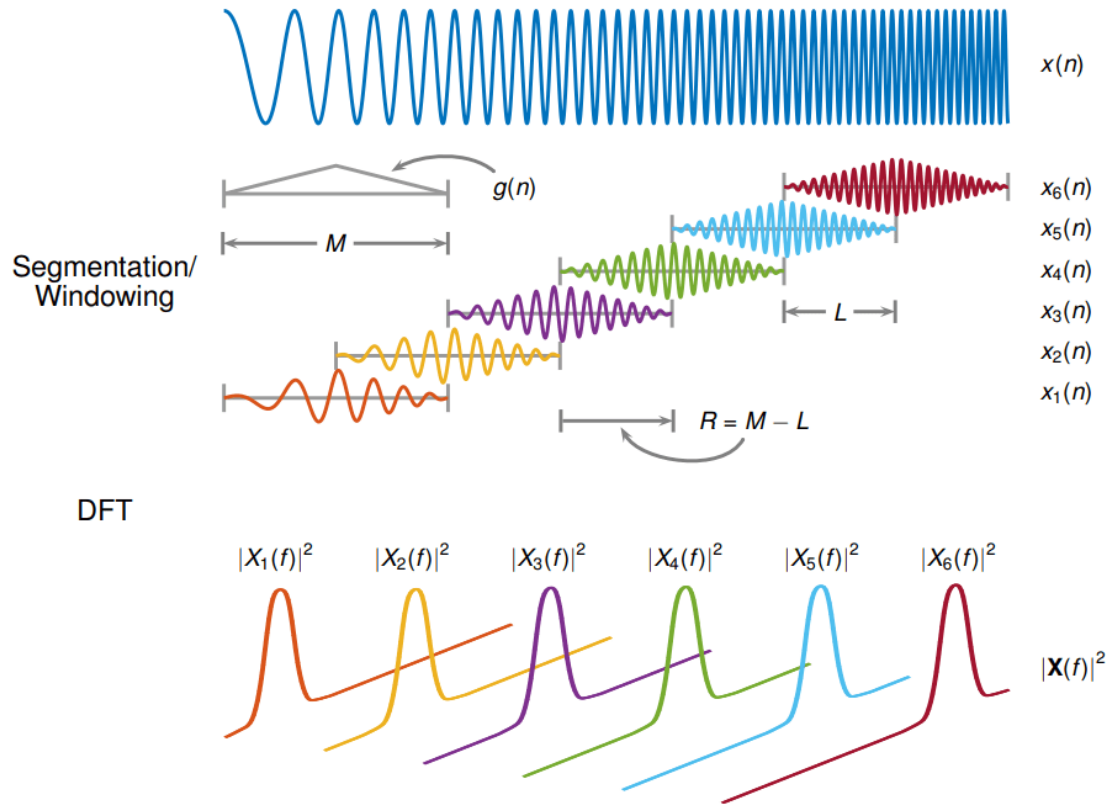 x(n)
g(n)
x₆(n)
x₅(n)
M
Segmentation/
Windowing
x₄(n)
x₃(n)
L
x₂(n)
x₁(n)
R = M − L
DFT
|X₁(f)|²
|X₂(f)|²
|X₃(f)|²
|X₄(f)|²
|X₅(f)|²
|X₆(f)|²
|X(f)|²